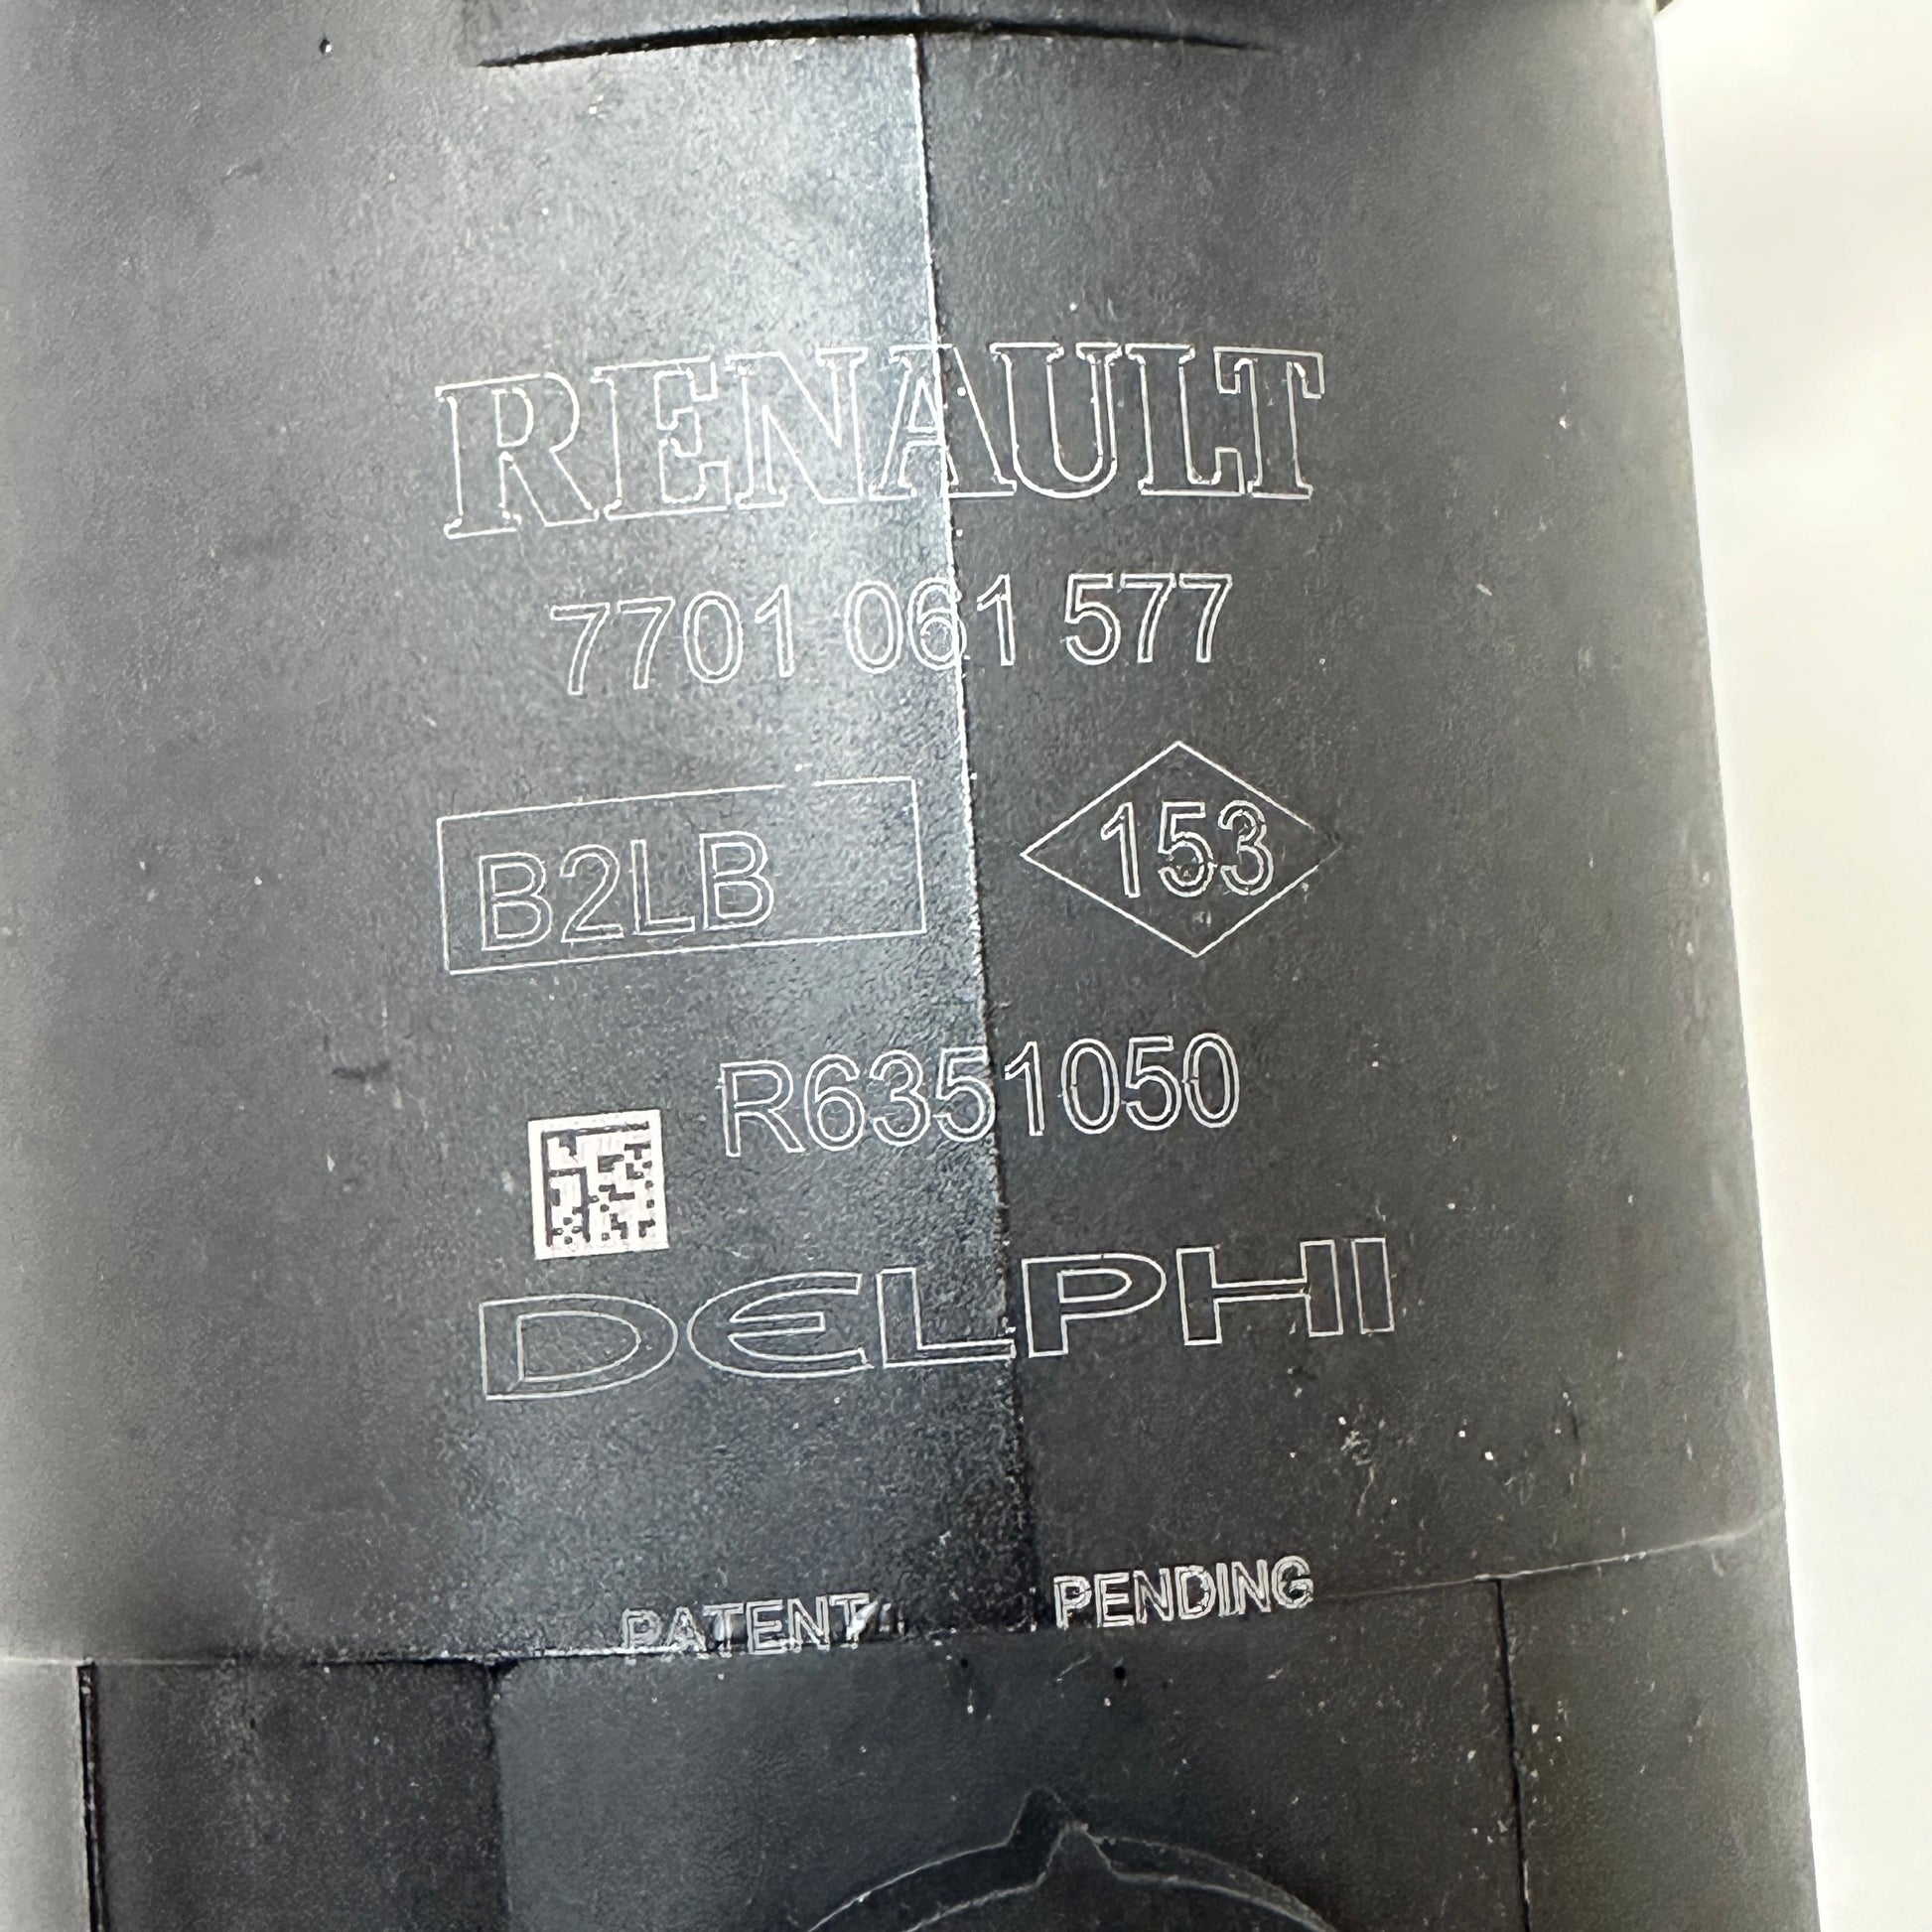 RENAULT
7701 061 577
B2LB
153
R6351050
DELPHI
PATENT PENDING